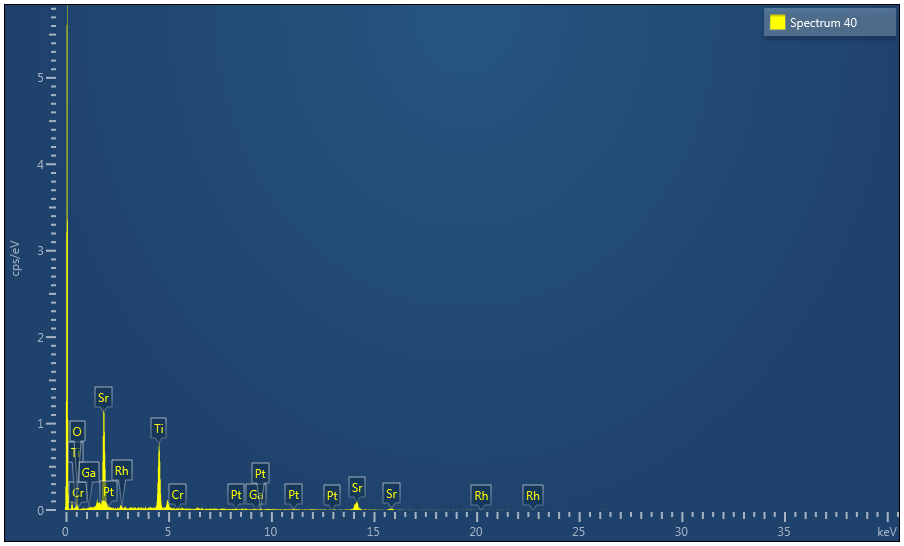 Spectrum 40
5
4
3
2
1
0
cps/eV
Sr
O
Ti
Ti
Ga
Rh
Cr
Pt
Cr
Pt
Ga
Pt
Pt
Pt
Sr
Sr
Rh
Rh
0 5 10 15 20 25 30 35 keV